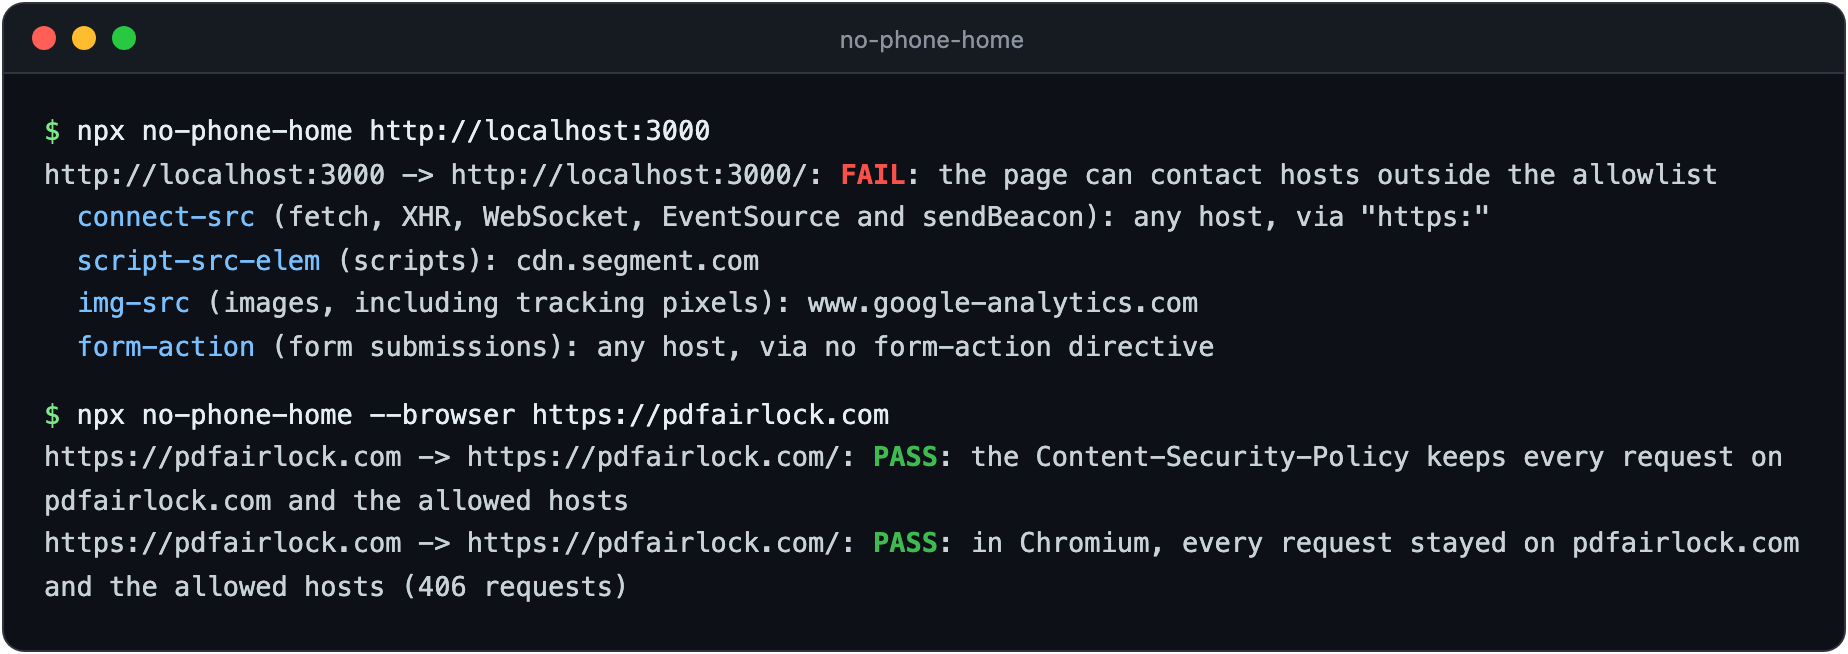 no-phone-home
$ npx no-phone-home http://localhost:3000
http://localhost:3000 -> http://localhost:3000/: FAIL: the page can contact hosts outside the allowlist
connect-src (fetch, XHR, WebSocket, EventSource and sendBeacon): any host, via "https:"
script-src-elem (scripts): cdn.segment.com
img-src (images, including tracking pixels): www.google-analytics.com
form-action (form submissions): any host, via no form-action directive
$ npx no-phone-home --browser https://pdfairlock.com
https://pdfairlock.com -> https://pdfairlock.com/: PASS: the Content-Security-Policy keeps every request on
pdfairlock.com and the allowed hosts
https://pdfairlock.com -> https://pdfairlock.com/: PASS: in Chromium, every request stayed on pdfairlock.com
and the allowed hosts (406 requests)